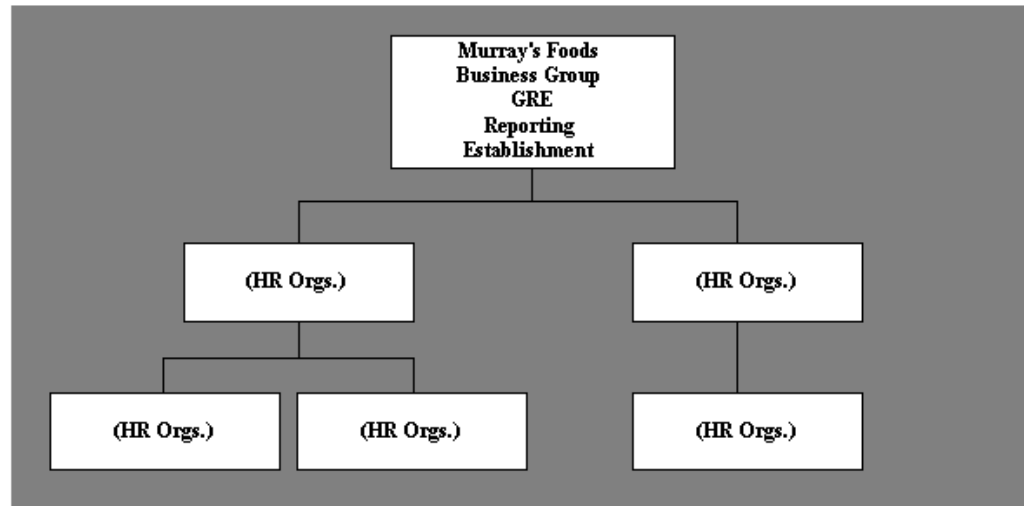 Murray's Foods
Business Group
GRE
Reporting
Establishment
(HR Orgs.)
(HR Orgs.)
(HR Orgs.)
(HR Orgs.)
(HR Orgs.)